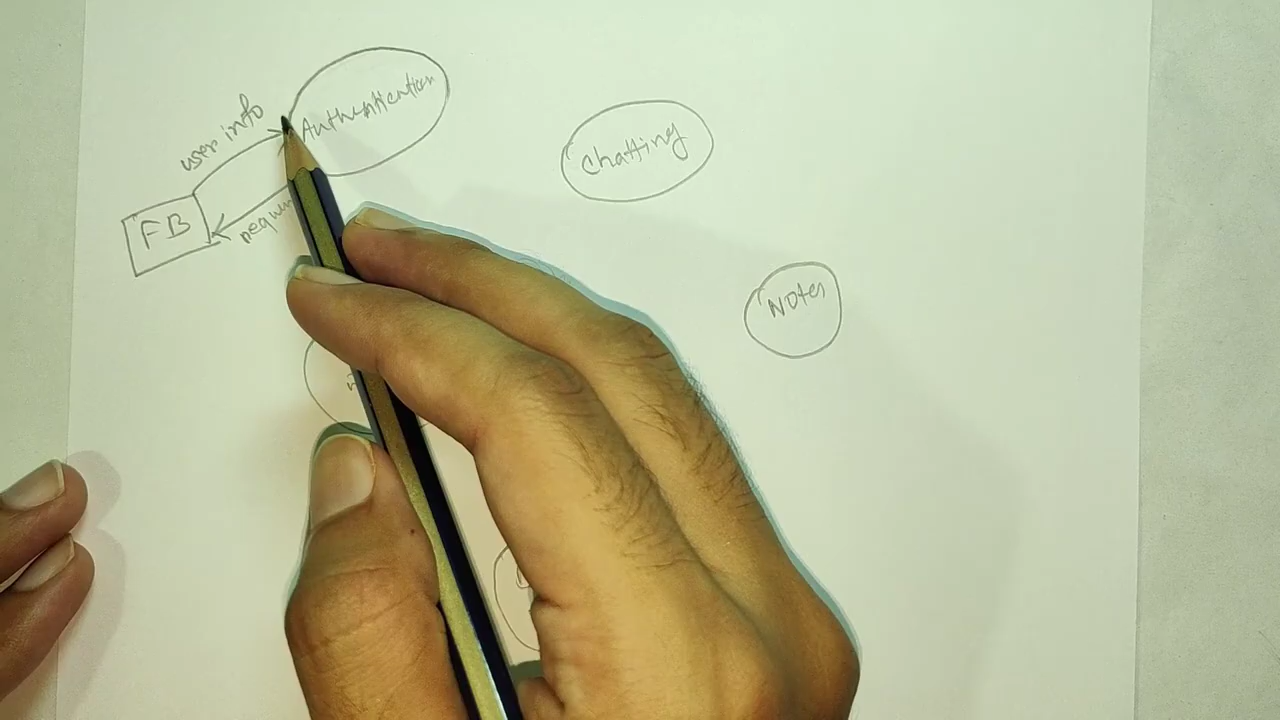 user info
Authentication
FB
Chatting
Notes